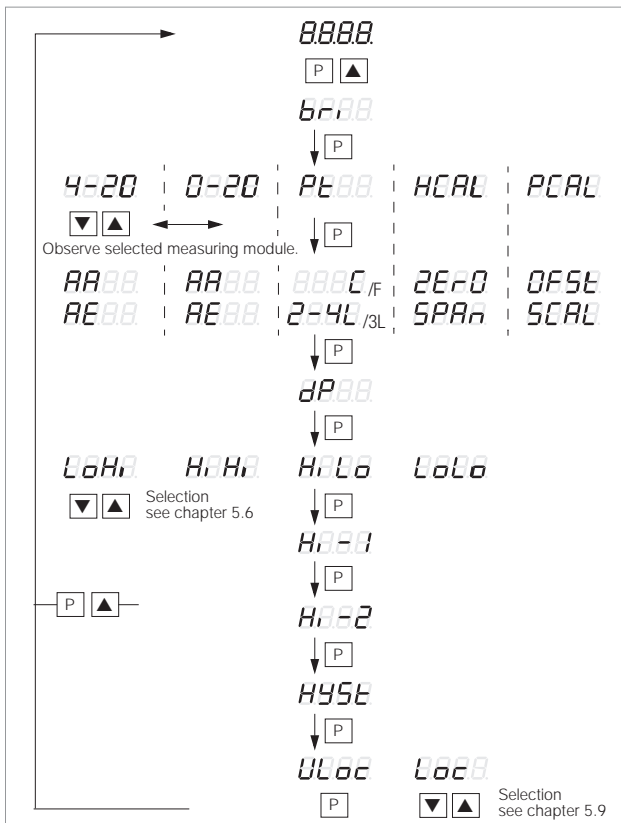 8.8.8.8.
P ▲
bri
P
4-20 0-20 Pt HCAL PCAL
▼ ▲
P
Observe selected measuring module.
AA AA C/F ZErO OFSt
AE AE 2-4L/3L SPAn SCAL
P
dP
P
LoHi HiHi HiLo LoLo
▼ ▲ Selection
see chapter 5.6
P
Hi-1
P
P ▲
Hi-2
P
HYSt
P
ULoc Loc
P ▼ ▲ Selection
see chapter 5.9